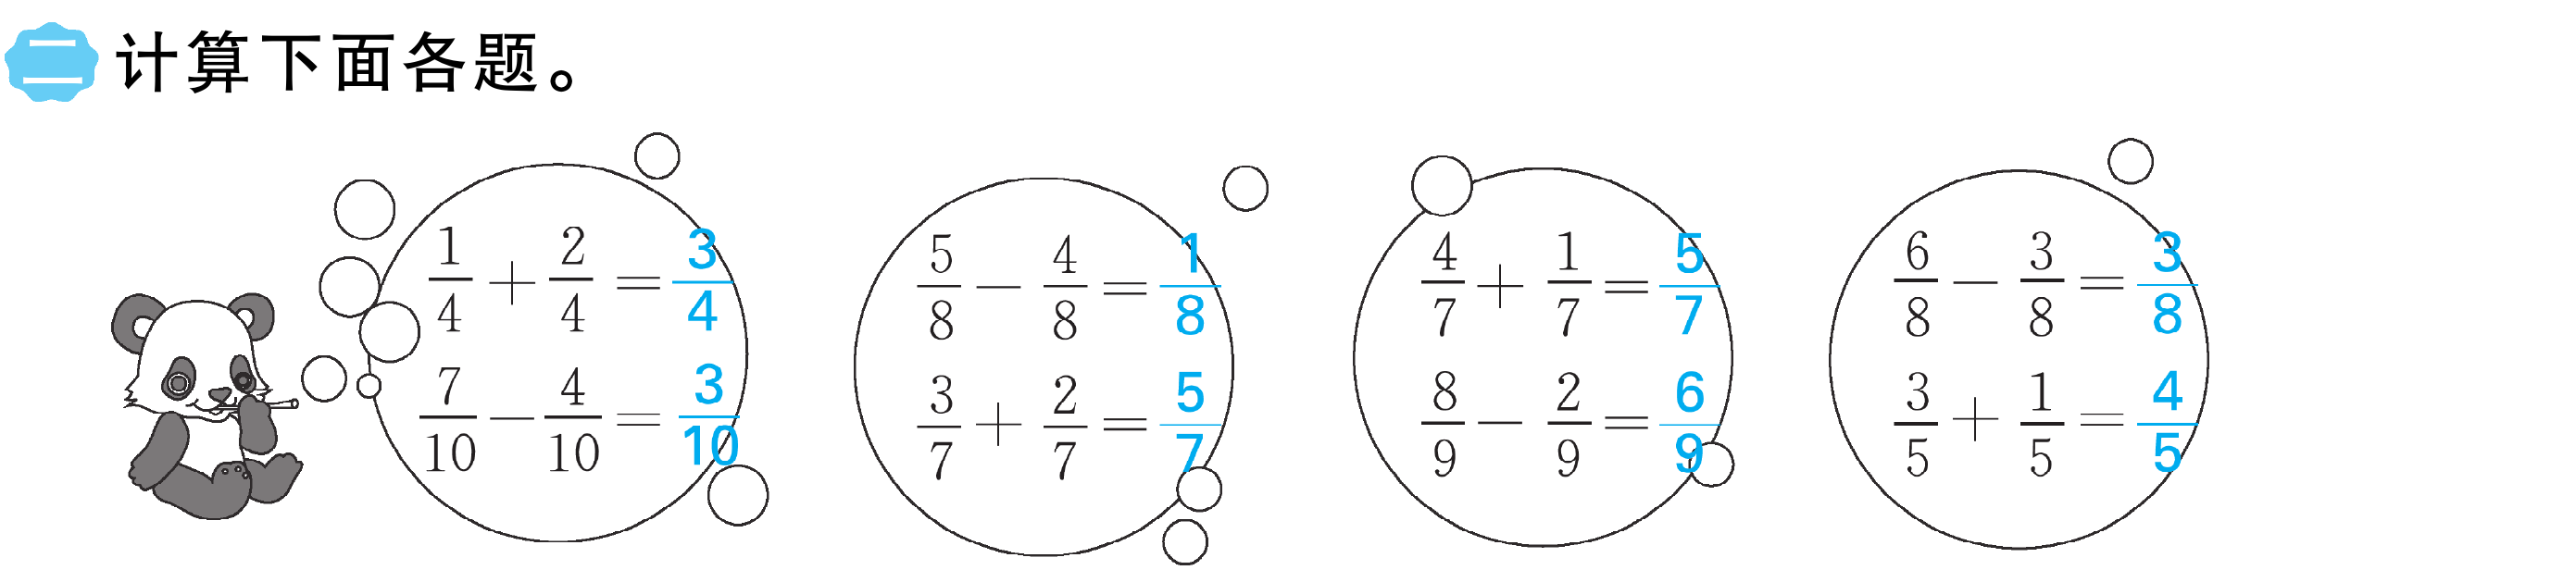 二 计算下面各题。
1/4 + 2/4 = 3/4
7/10 − 4/10 = 3/10
5/8 − 4/8 = 1/8
3/7 + 2/7 = 5/7
4/7 + 1/7 = 5/7
8/9 − 2/9 = 6/9
6/8 − 3/8 = 3/8
3/5 + 1/5 = 4/5